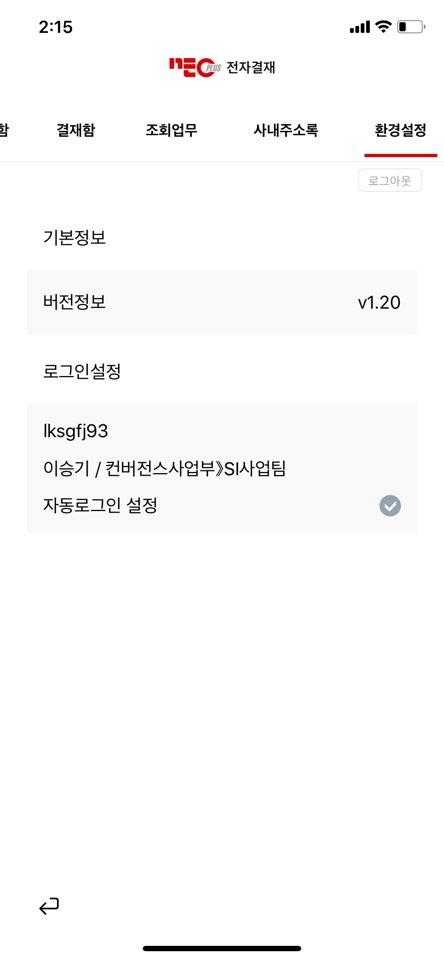 2:15
neo PLUS 전자결재
함 결재함 조회업무 사내주소록 환경설정
로그아웃
기본정보
버전정보 v1.20
로그인설정
lksgfj93
이승기 / 컨버전스사업부》SI사업팀
자동로그인 설정